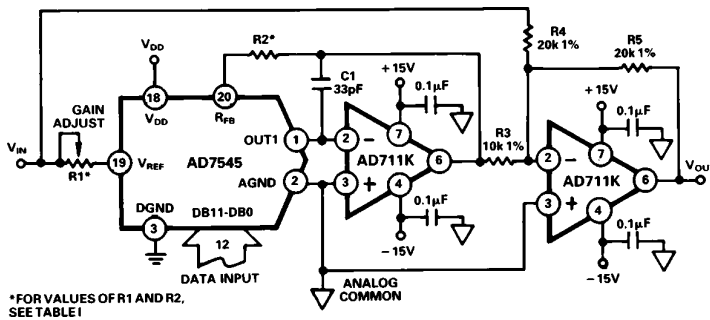 R4
20k 1%
R5
20k 1%
R2*
C1
33pF
+15V
0.1μF
+15V
0.1μF
VDD
18
VDD
20
RFB
GAIN
ADJUST
VIN
R1*
19
VREF
AD7545
OUT1
1
AGND
2
2
−
7
AD711K
6
3
+
4
R3
10k 1%
2
−
7
AD711K
6
VOU
3
+
4
DGND
3
DB11-DB0
12
DATA INPUT
0.1μF
−15V
0.1μF
−15V
ANALOG
COMMON
*FOR VALUES OF R1 AND R2,
SEE TABLE I